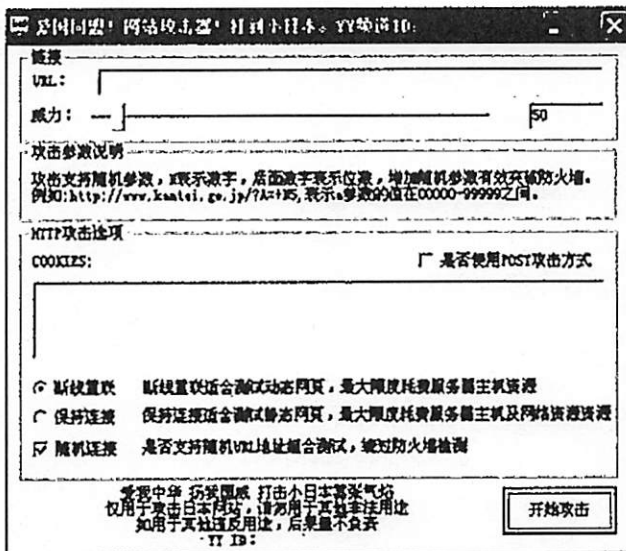 爱国同盟! 网站攻击器! 打到小日本。YY频道ID:
链接
URL:
威力:
50
攻击参数说明
攻击支持随机参数,N表示数字,后面数字表示位数,增加随机参数有效突破防火墙。
例如:http://www.kantei.go.jp/?A=+N5,表示a参数的值在00000-99999之间。
HTTP攻击选项
COOKIES:
是否使用POST攻击方式
断线重联 断线重联适合测试动态网页,最大限度耗费服务器主机资源
保持连接 保持连接适合测试静态网页,最大限度耗费服务器主机及网络资源资源
随机连接 是否支持随机URL地址组合测试,绕过防火墙检测
爱我中华 扬我国威 打击小日本嚣张气焰
仅用于攻击日本网站,请勿用于其他非法用途
如用于其他违反用途,后果量不负责
YY ID:
开始攻击